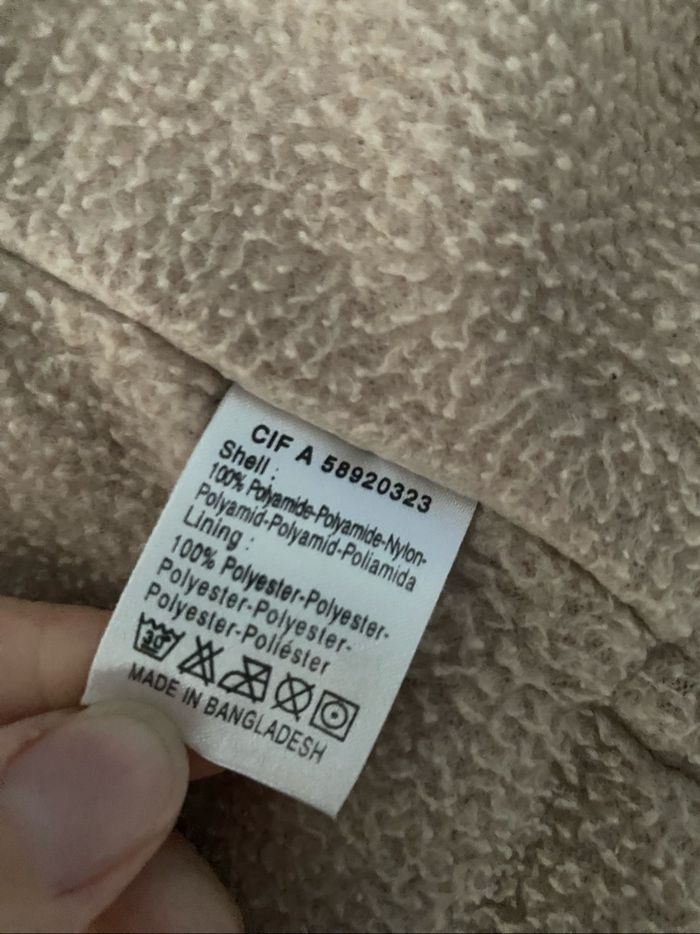 CIF A 58920323
Shell :
100% Polyamide-Polyamide-Nylon-
Polyamid-Polyamid-Poliamida
Lining :
100% Polyester-Polyester-
Polyester-Polyester-
Polyester-Poliéster
30°
MADE IN BANGLADESH